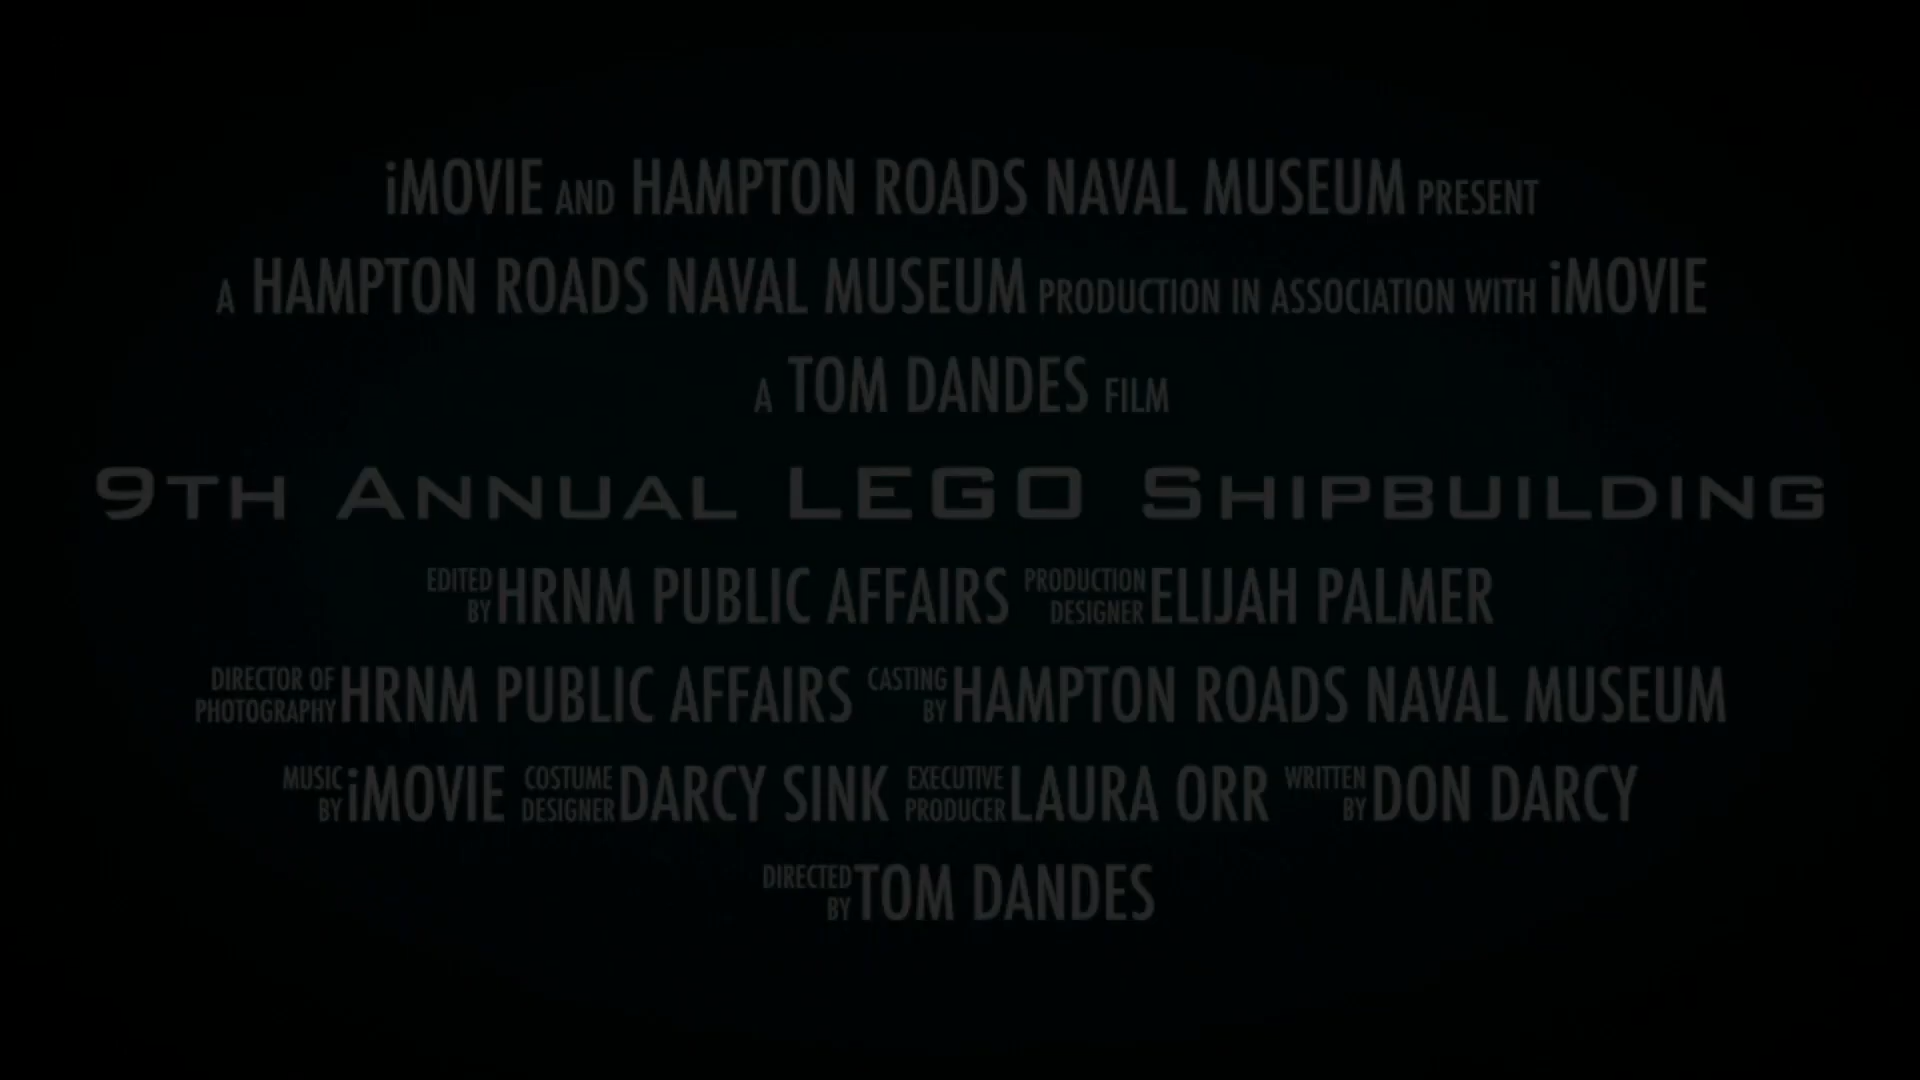 iMOVIE AND HAMPTON ROADS NAVAL MUSEUM PRESENT
A HAMPTON ROADS NAVAL MUSEUM PRODUCTION IN ASSOCIATION WITH iMOVIE
A TOM DANDES FILM
9TH ANNUAL LEGO SHIPBUILDING
EDITED BY HRNM PUBLIC AFFAIRS PRODUCTION DESIGNER ELIJAH PALMER
DIRECTOR OF PHOTOGRAPHY HRNM PUBLIC AFFAIRS CASTING BY HAMPTON ROADS NAVAL MUSEUM
MUSIC BY iMOVIE COSTUME DESIGNER DARCY SINK EXECUTIVE PRODUCER LAURA ORR WRITTEN BY DON DARCY
DIRECTED BY TOM DANDES